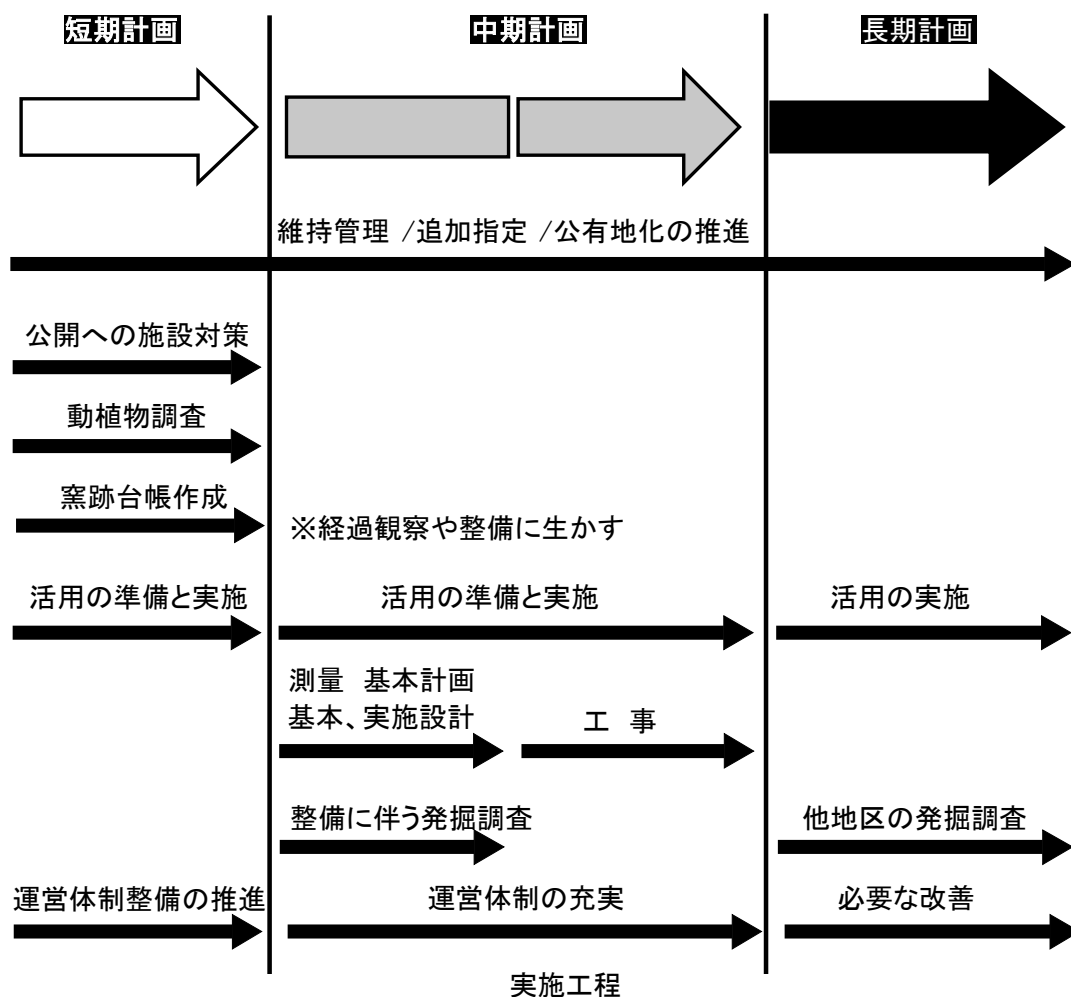 短期計画
中期計画
長期計画
維持管理 /追加指定 /公有地化の推進
公開への施設対策
動植物調査
窯跡台帳作成
※経過観察や整備に生かす
活用の準備と実施
活用の準備と実施
活用の実施
測量 基本計画
基本、実施設計
工 事
整備に伴う発掘調査
他地区の発掘調査
運営体制整備の推進
運営体制の充実
必要な改善
実施工程